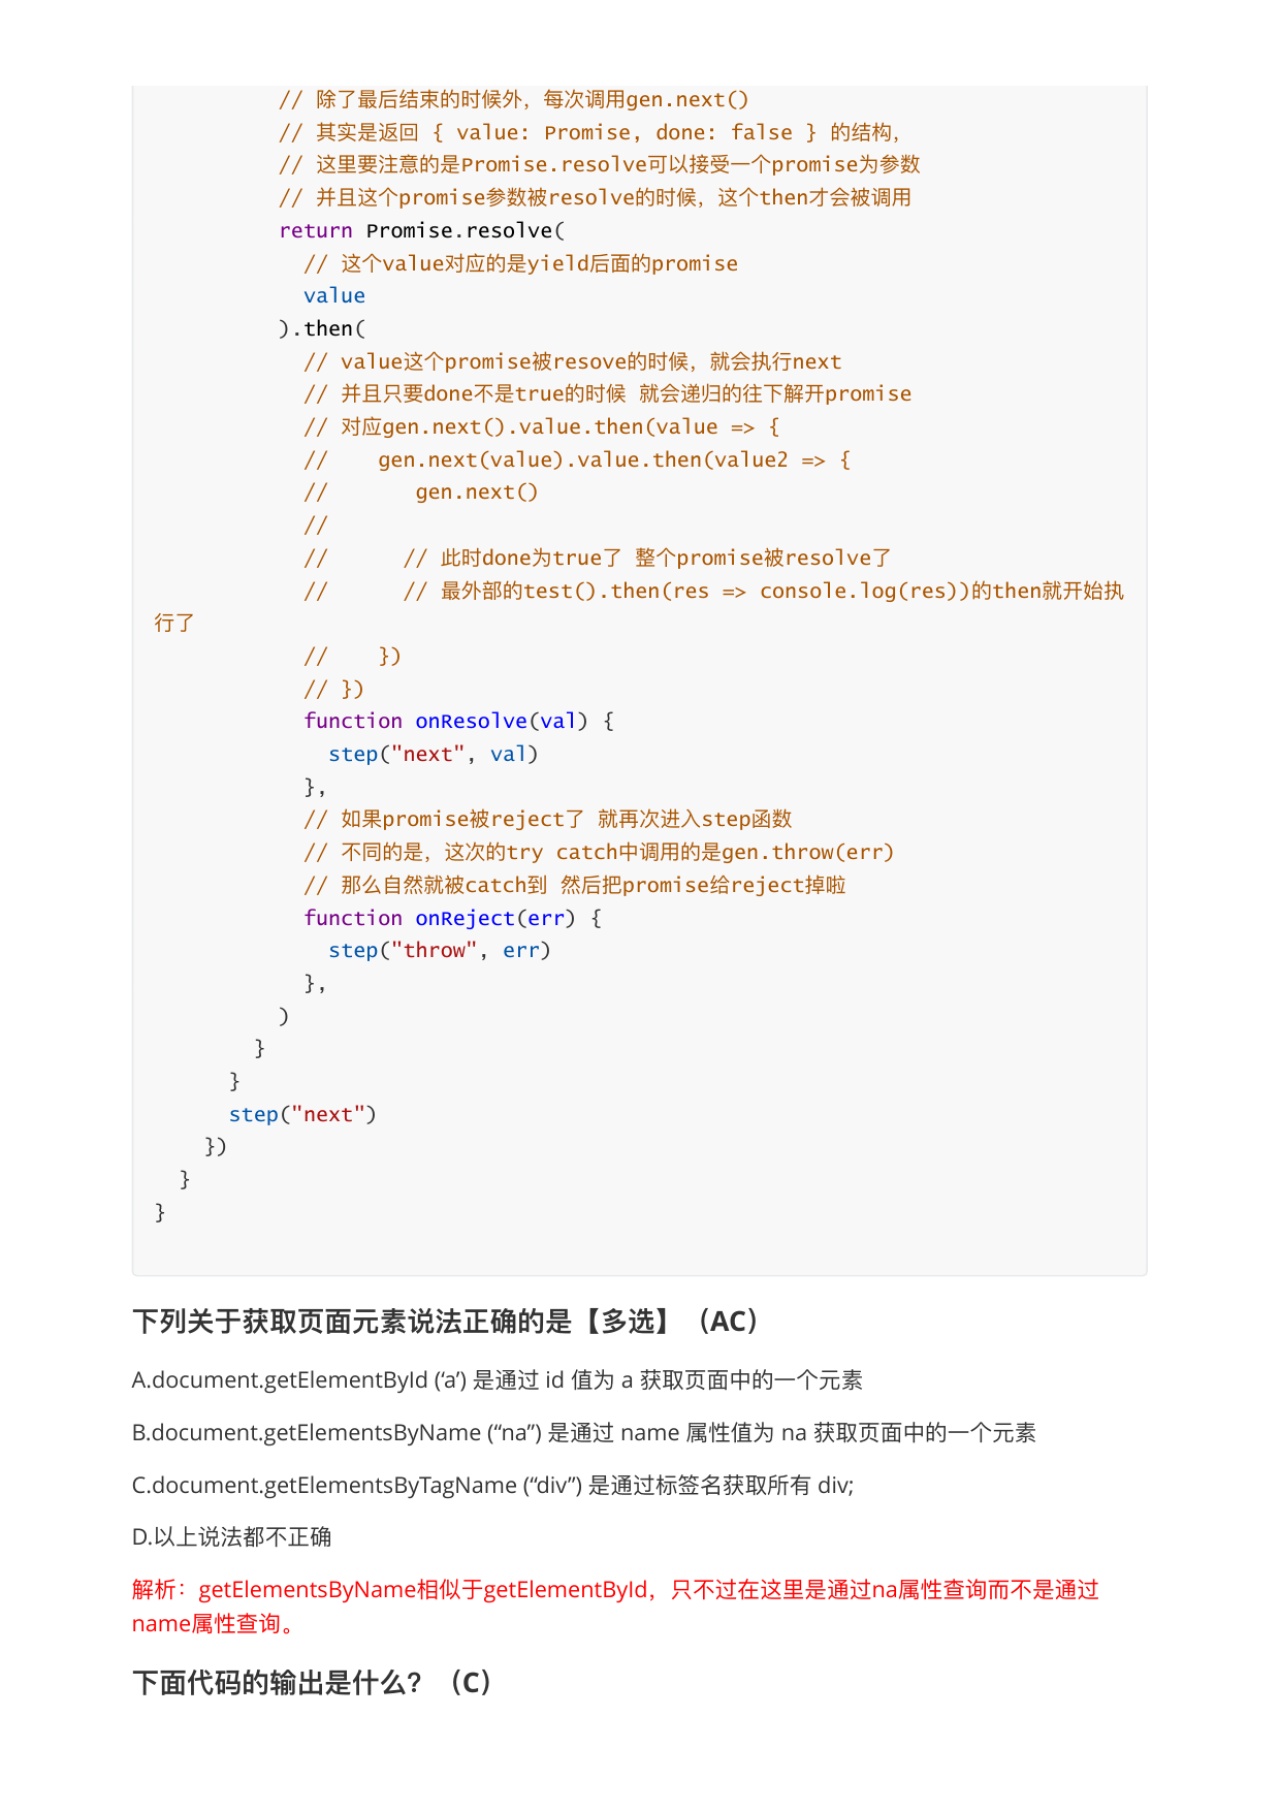 // 除了最后结束的时候外，每次调用gen.next()
// 其实是返回 { value: Promise, done: false } 的结构，
// 这里要注意的是Promise.resolve可以接受一个promise为参数
// 并且这个promise参数被resolve的时候，这个then才会被调用
return Promise.resolve(
// 这个value对应的是yield后面的promise
value
).then(
// value这个promise被resove的时候，就会执行next
// 并且只要done不是true的时候 就会递归的往下解开promise
// 对应gen.next().value.then(value => {
//    gen.next(value).value.then(value2 => {
//       gen.next()
//
//      // 此时done为true了 整个promise被resolve了
//      // 最外部的test().then(res => console.log(res))的then就开始执
行了
//    })
// })
function onResolve(val) {
step("next", val)
},
// 如果promise被reject了 就再次进入step函数
// 不同的是，这次的try catch中调用的是gen.throw(err)
// 那么自然就被catch到 然后把promise给reject掉啦
function onReject(err) {
step("throw", err)
},
)
}
}
step("next")
})
}
}
下列关于获取页面元素说法正确的是【多选】（AC）
A.document.getElementById (‘a’) 是通过 id 值为 a 获取页面中的一个元素
B.document.getElementsByName (“na”) 是通过 name 属性值为 na 获取页面中的一个元素
C.document.getElementsByTagName (“div”) 是通过标签名获取所有 div;
D.以上说法都不正确
解析：getElementsByName相似于getElementById，只不过在这里是通过na属性查询而不是通过
name属性查询。
下面代码的输出是什么？（C）